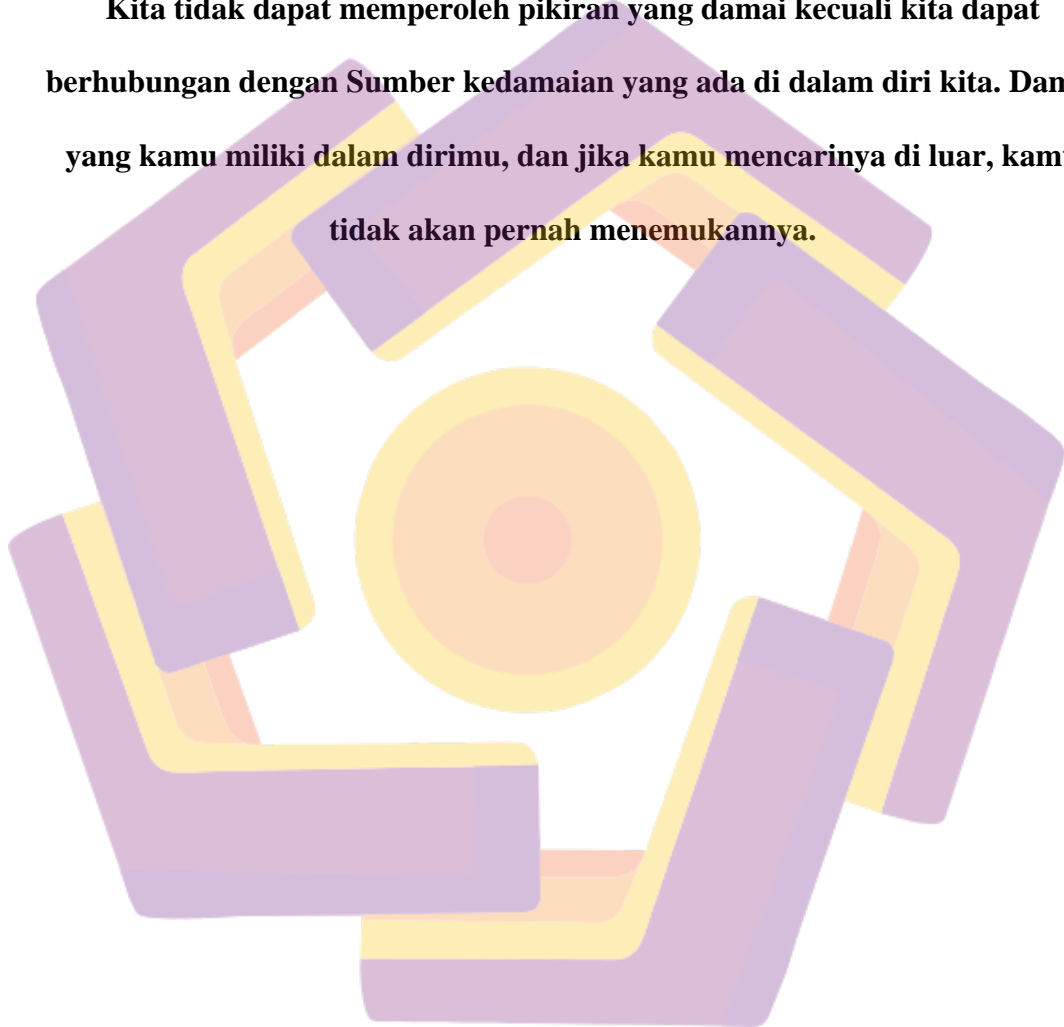 Kita tidak dapat memperoleh pikiran yang damai kecuali kita dapat
berhubungan dengan Sumber kedamaian yang ada di dalam diri kita.
yang kamu miliki dalam dirimu, dan jika kamu mencarinya di luar,
tidak akan pernah menemukannya.